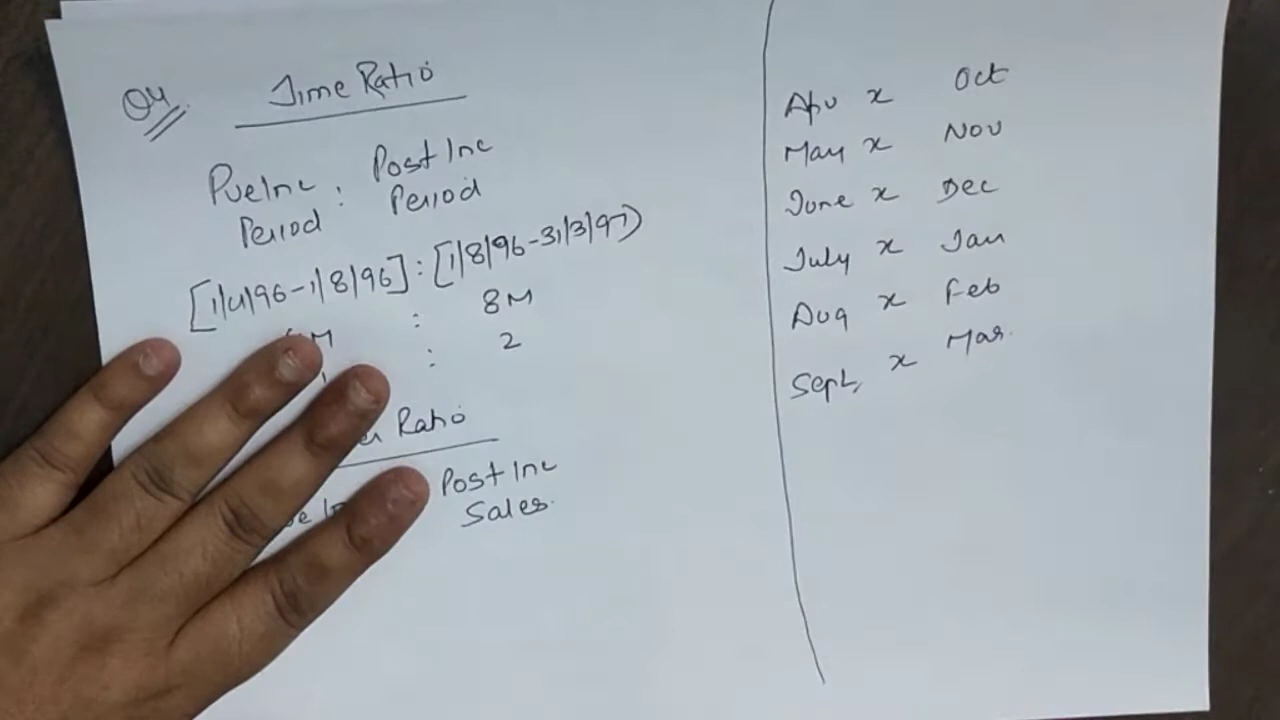 Q4 Time Ratio
PreInc Period : Post Inc Period
[1/4/96-1/8/96] : [1/8/96-31/3/97)
M : 8M
: 2
Ratio
Post Inc
Sales
Apr x Oct
May x Nov
June x Dec
July x Jan
Aug x Feb
Sept, x Mar.